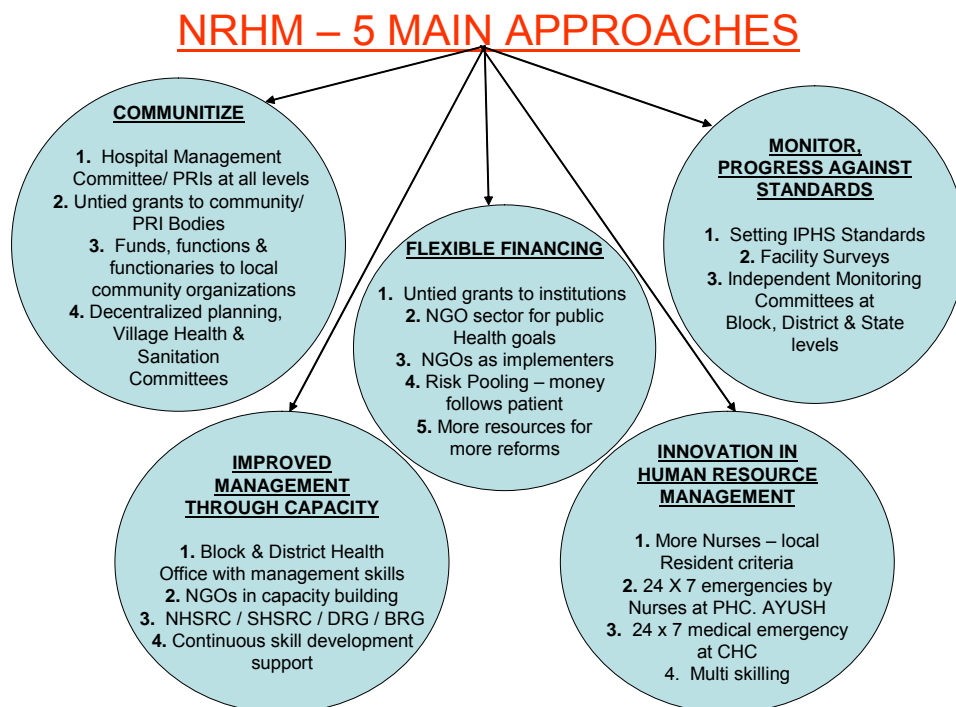 NRHM – 5 MAIN APPROACHES
COMMUNITIZE
1. Hospital Management
Committee/ PRIs at all levels
2. Untied grants to community/
PRI Bodies
3. Funds, functions &
functionaries to local
community organizations
4. Decentralized planning,
Village Health &
Sanitation
Committees
MONITOR,
PROGRESS AGAINST
STANDARDS
1. Setting IPHS Standards
2. Facility Surveys
3. Independent Monitoring
Committees at
Block, District & State
levels
FLEXIBLE FINANCING
1. Untied grants to institutions
2. NGO sector for public
Health goals
3. NGOs as implementers
4. Risk Pooling – money
follows patient
5. More resources for
more reforms
IMPROVED
MANAGEMENT
THROUGH CAPACITY
1. Block & District Health
Office with management skills
2. NGOs in capacity building
3. NHSRC / SHSRC / DRG / BRG
4. Continuous skill development
support
INNOVATION IN
HUMAN RESOURCE
MANAGEMENT
1. More Nurses – local
Resident criteria
2. 24 X 7 emergencies by
Nurses at PHC. AYUSH
3. 24 x 7 medical emergency
at CHC
4. Multi skilling